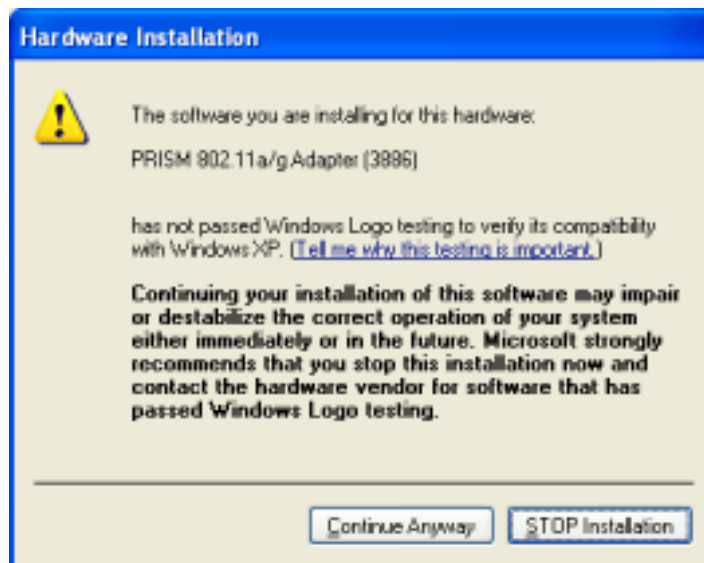 Hardware Installation
The software you are installing for this hardware:
PRISM 802.11a/g Adapter (3886)
has not passed Windows Logo testing to verify its compatibility
with Windows XP. (Tell me why this testing is important.)
Continuing your installation of this software may impair
or destabilize the correct operation of your system
either immediately or in the future. Microsoft strongly
recommends that you stop this installation now and
contact the hardware vendor for software that has
passed Windows Logo testing.
Continue Anyway STOP Installation